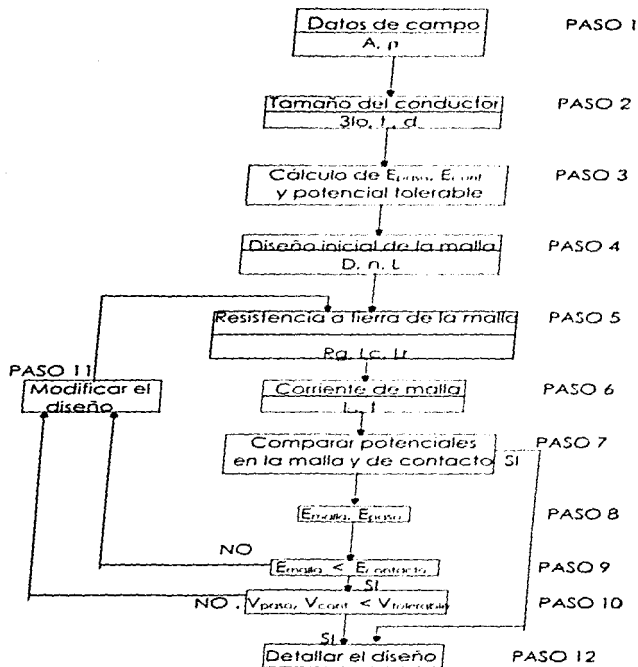 Datos de campo PASO 1
A, ρ
Tamaño del conductor PASO 2
3Io, t, d
Cálculo de Epaso, Econt PASO 3
y potencial tolerable
Diseño inicial de la malla PASO 4
D, n, L
Resistencia a tierra de la malla PASO 5
Rg, Lc, Lr
PASO 11
Modificar el
diseño
Corriente de malla PASO 6
t
Comparar potenciales PASO 7
en la malla y de contacto SI
Emalla, Epaso PASO 8
NO
Emalla < Econtacto PASO 9
SI
NO Vpaso, Vcont < Vtolerable PASO 10
SI
Detallar el diseño PASO 12